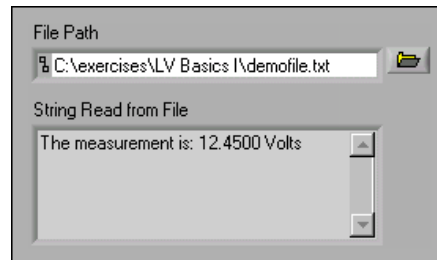 File Path
C:\exercises\LV Basics I\demofile.txt
String Read from File
The measurement is: 12.4500 Volts